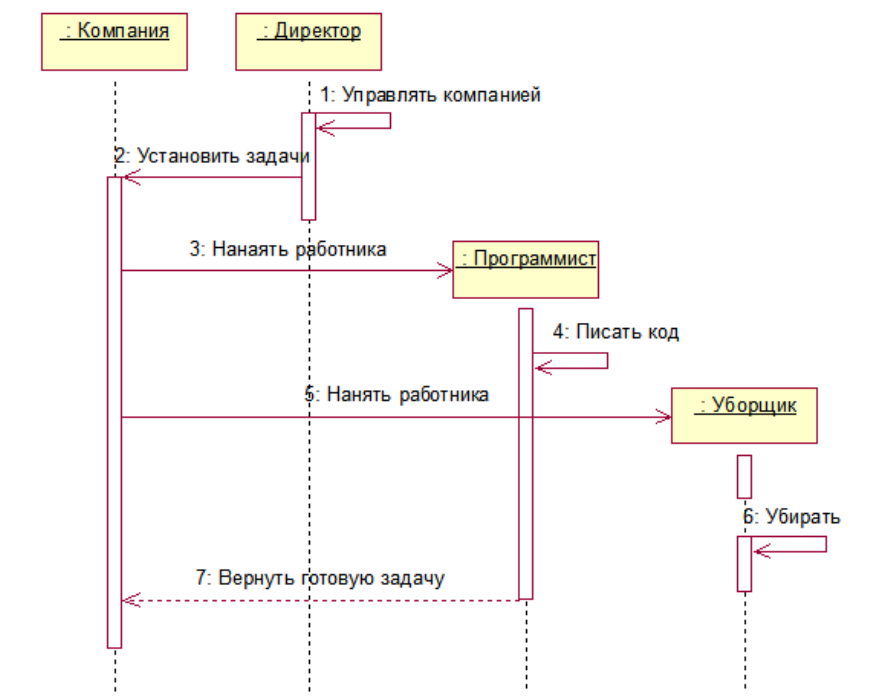 : Компания
: Директор
1: Управлять компанией
2: Установить задачи
3: Нанаять работника
: Программист
4: Писать код
5: Нанять работника
: Уборщик
6: Убирать
7: Вернуть готовую задачу